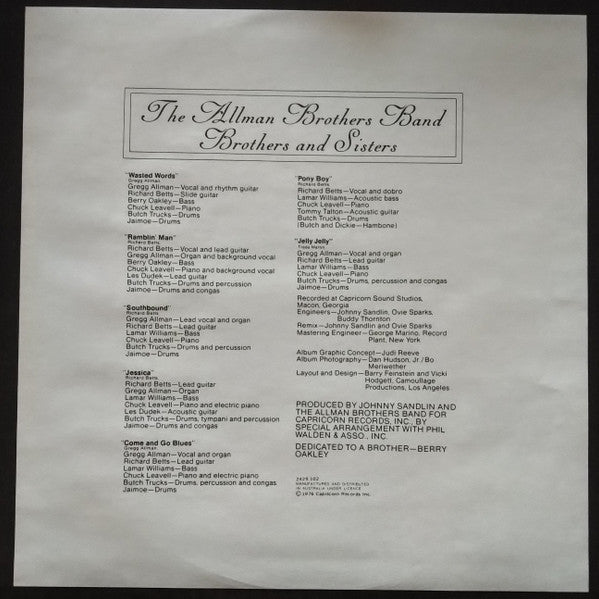 The Allman Brothers Band
Brothers and Sisters
"Wasted Words"
Gregg Allman
Gregg Allman—Vocal and rhythm guitar
Richard Betts—Slide guitar
Berry Oakley—Bass
Chuck Leavell—Piano
Butch Trucks—Drums
Jaimoe—Drums
"Ramblin' Man"
Richard Betts
Richard Betts—Vocal and lead guitar
Gregg Allman—Organ and background vocal
Berry Oakley—Bass
Chuck Leavell—Piano and background vocal
Les Dudek—Lead guitar
Butch Trucks—Drums and percussion
Jaimoe—Drums and congas
"Southbound"
Richard Betts
Gregg Allman—Lead vocal and organ
Richard Betts—Lead guitar
Lamar Williams—Bass
Chuck Leavell—Piano
Butch Trucks—Drums and percussion
Jaimoe—Drums
"Jessica"
Richard Betts
Richard Betts—Lead guitar
Gregg Allman—Organ
Lamar Williams—Bass
Chuck Leavell—Piano and electric piano
Les Dudek—Acoustic guitar
Butch Trucks—Drums, tympani and percussion
Jaimoe—Drums and congas
"Come and Go Blues"
Gregg Allman
Gregg Allman—Vocal and organ
Richard Betts—Lead guitar
Lamar Williams—Bass
Chuck Leavell—Piano and electric piano
Butch Trucks—Drums, percussion and congas
Jaimoe—Drums
"Pony Boy"
Richard Betts
Richard Betts—Vocal and dobro
Lamar Williams—Acoustic bass
Chuck Leavell—Piano
Tommy Talton—Acoustic guitar
Butch Trucks—Drums
(Butch and Dickie—Hambone)
"Jelly Jelly"
Trade Martin
Gregg Allman—Vocal and organ
Richard Betts—Lead guitar
Lamar Williams—Bass
Chuck Leavell—Piano
Butch Trucks—Drums, percussion and congas
Jaimoe—Drums
Recorded at Capricorn Sound Studios,
Macon, Georgia
Engineers—Johnny Sandlin, Ovie Sparks,
Buddy Thornton
Remix—Johnny Sandlin and Ovie Sparks
Mastering Engineer—George Marino, Record
Plant, New York
Album Graphic Concept—Judi Reeve
Album Photography—Dan Hudson, Jr./Bo
Meriwether
Layout and Design—Barry Feinstein and Vicki
Hodgett, Camouflage
Productions, Los Angeles
PRODUCED BY JOHNNY SANDLIN AND
THE ALLMAN BROTHERS BAND FOR
CAPRICORN RECORDS, INC., BY
SPECIAL ARRANGEMENT WITH PHIL
WALDEN & ASSO., INC.
DEDICATED TO A BROTHER—BERRY
OAKLEY
2429 102
MANUFACTURED AND DISTRIBUTED
IN AUSTRALIA UNDER LICENCE
Capricorn Records Inc.